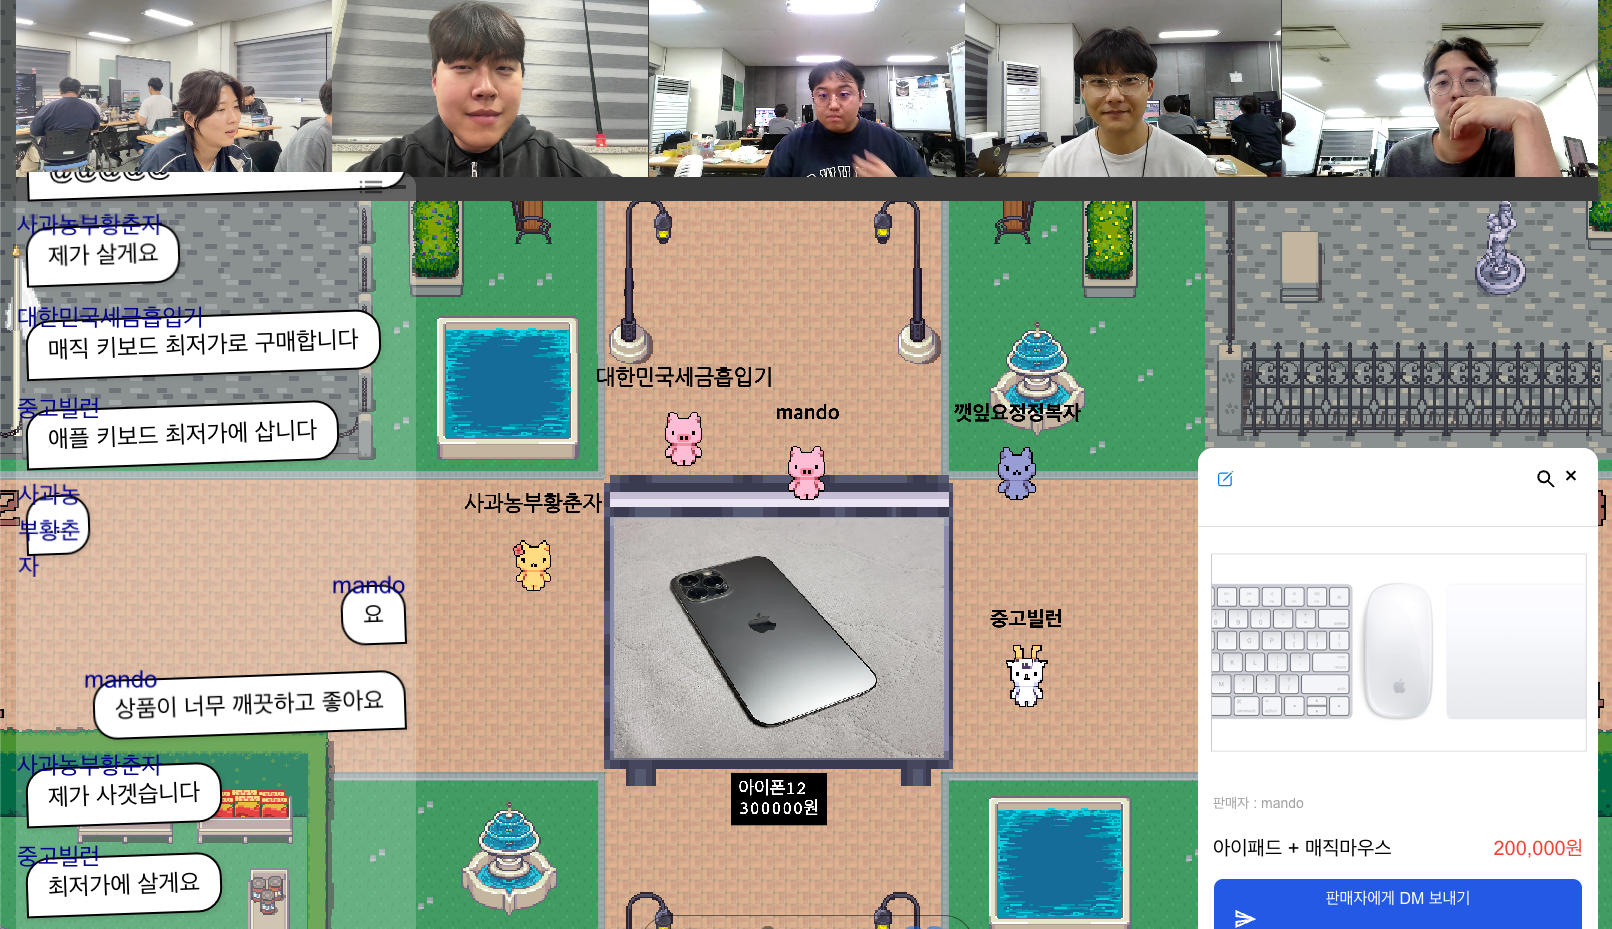 @@@@@
사과농부황춘자
제가 살게요
대한민국세금흡입기
매직 키보드 최저가로 구매합니다
중고빌런
애플 키보드 최저가에 삽니다
사과농
부황춘
자
mando
요
mando
상품이 너무 깨끗하고 좋아요
사과농부황춘자
제가 사겟습니다
중고빌런
최저가에 살게요
대한민국세금흡입기
mando
깻잎요정정복자
사과농부황춘자
중고빌런
아이폰12
300000원
판매자 : mando
아이패드 + 매직마우스
200,000원
판매자에게 DM 보내기